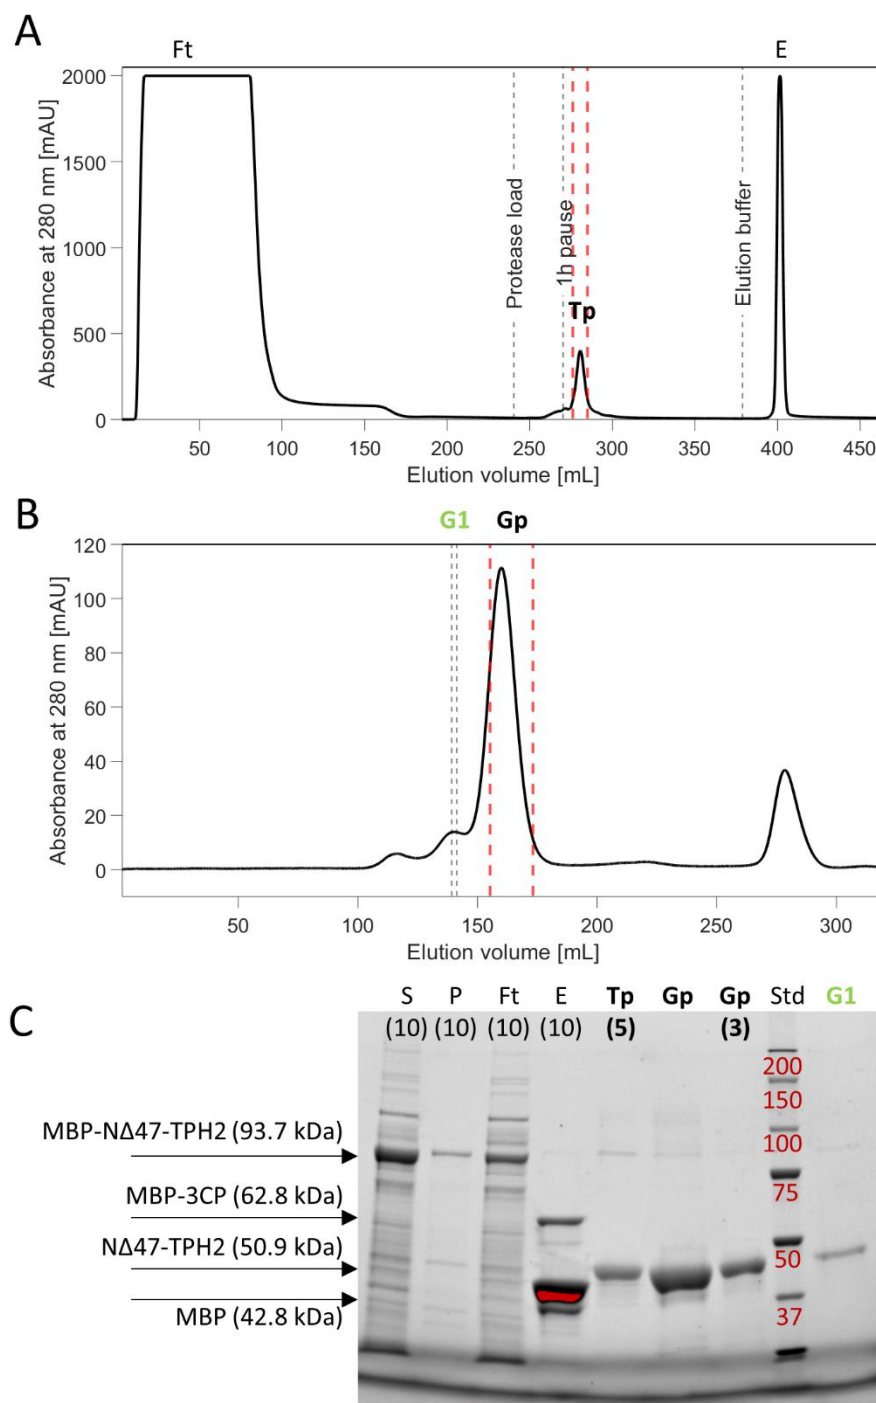 A
Ft
E
2000
1500
1000
500
0
Absorbance at 280 nm [mAU]
Protease load
1h pause
Tp
Elution buffer
50
100
150
200
250
300
350
400
450
Elution volume [mL]
B
G1
Gp
120
100
80
60
40
20
0
Absorbance at 280 nm [mAU]
50
100
150
200
250
300
Elution volume [mL]
C
S P Ft E Tp Gp Gp Std G1
(10) (10) (10) (10) (5) (3)
200
150
100
75
50
37
MBP-NΔ47-TPH2 (93.7 kDa)
MBP-3CP (62.8 kDa)
NΔ47-TPH2 (50.9 kDa)
MBP (42.8 kDa)